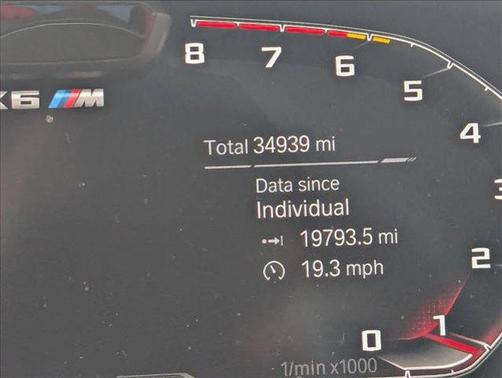 8 7 6 5 4 3 2 1 0
X6 M
Total 34939 mi
Data since
Individual
19793.5 mi
19.3 mph
1/min x1000